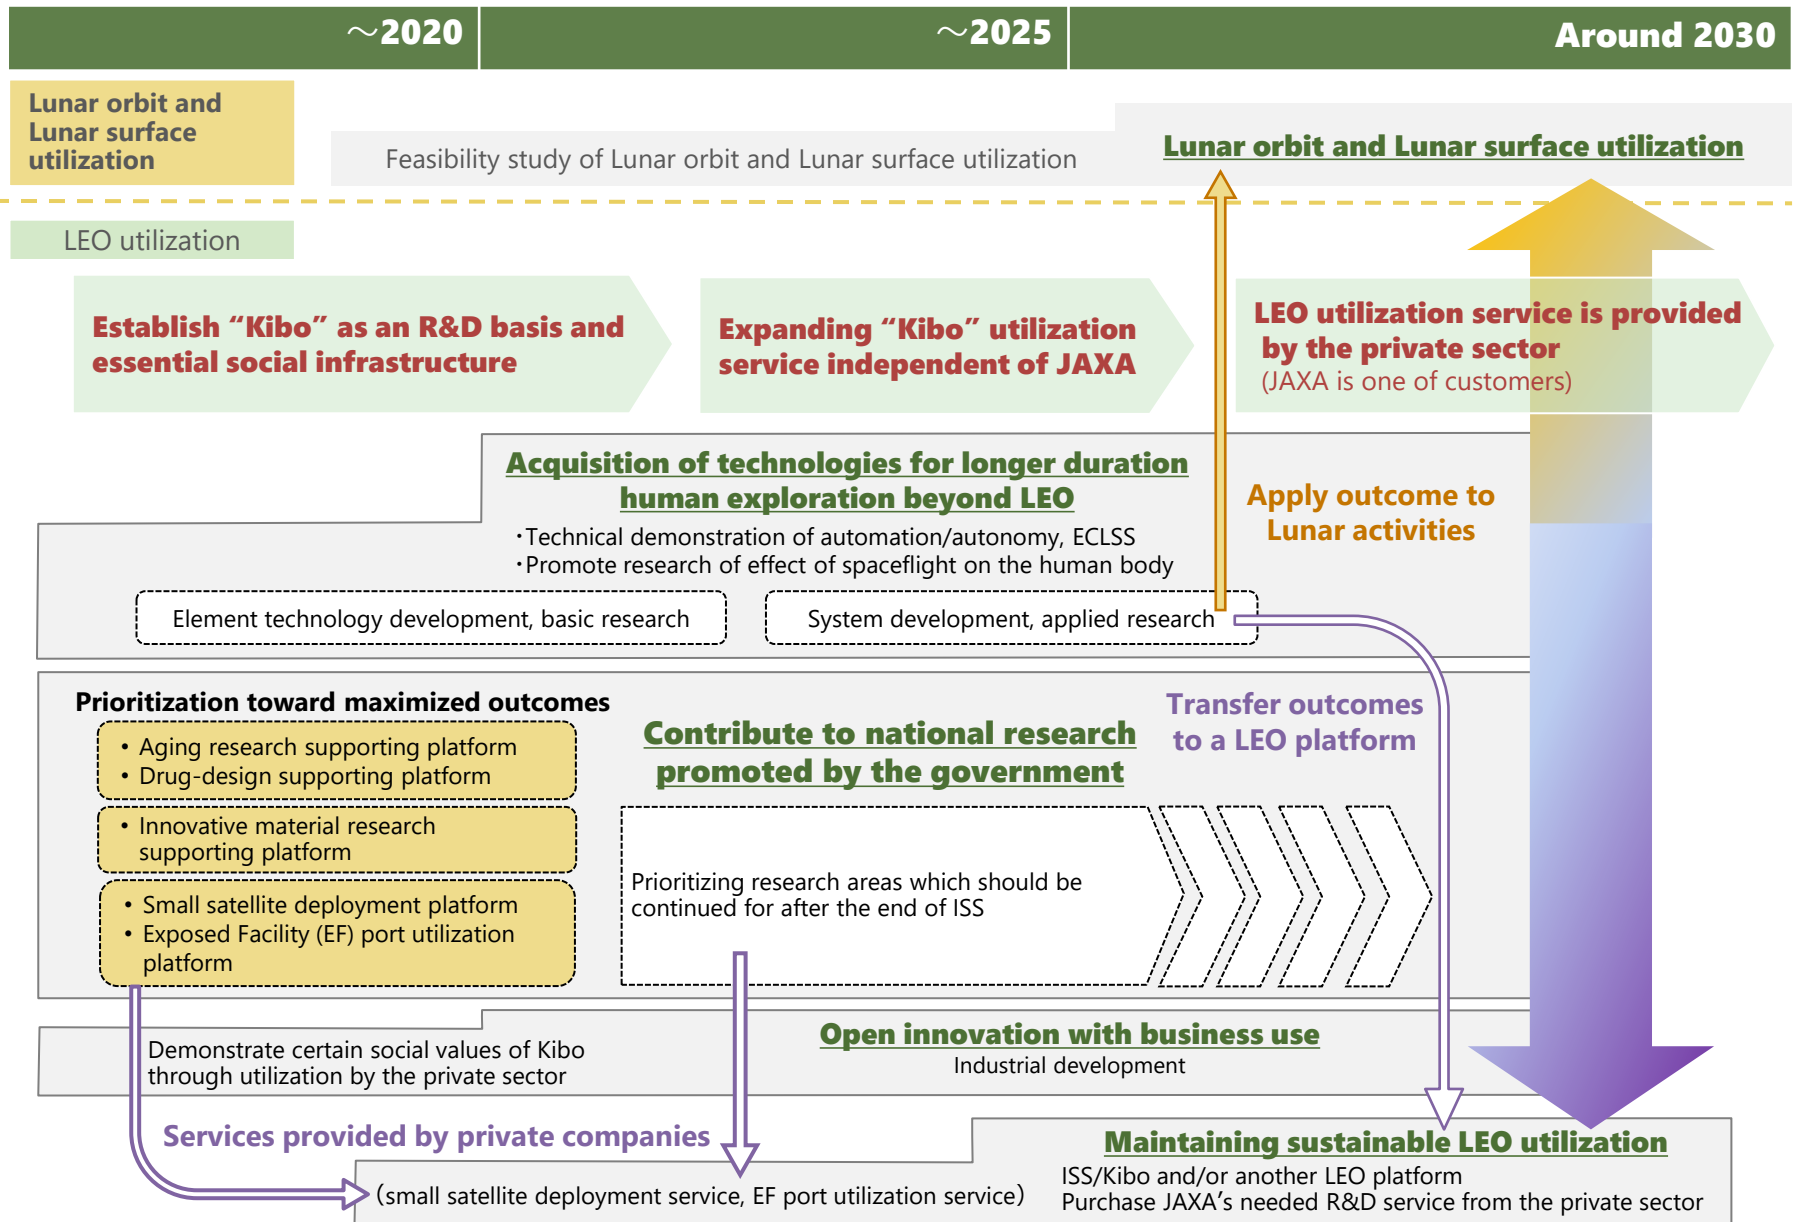 ～2020
～2025
Around 2030
Lunar orbit and
Lunar surface
utilization
Feasibility study of Lunar orbit and Lunar surface utilization
Lunar orbit and Lunar surface utilization
LEO utilization
Establish “Kibo” as an R&D basis and
essential social infrastructure
Expanding “Kibo” utilization
service independent of JAXA
LEO utilization service is provided
by the private sector
(JAXA is one of customers)
Acquisition of technologies for longer duration
human exploration beyond LEO
・Technical demonstration of automation/autonomy, ECLSS
・Promote research of effect of spaceflight on the human body
Apply outcome to
Lunar activities
Element technology development, basic research
System development, applied research
Prioritization toward maximized outcomes
• Aging research supporting platform
• Drug-design supporting platform
• Innovative material research
supporting platform
• Small satellite deployment platform
• Exposed Facility (EF) port utilization
platform
Contribute to national research
promoted by the government
Transfer outcomes
to a LEO platform
Prioritizing research areas which should be
continued for after the end of ISS
Demonstrate certain social values of Kibo
through utilization by the private sector
Open innovation with business use
Industrial development
Services provided by private companies
（small satellite deployment service, EF port utilization service）
Maintaining sustainable LEO utilization
ISS/Kibo and/or another LEO platform
Purchase JAXA’s needed R&D service from the private sector